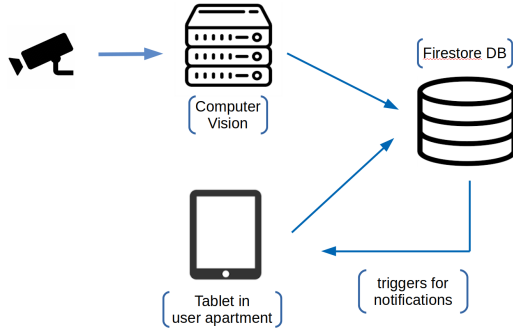 Firestore DB
Computer
Vision
Tablet in
user apartment
triggers for
notifications